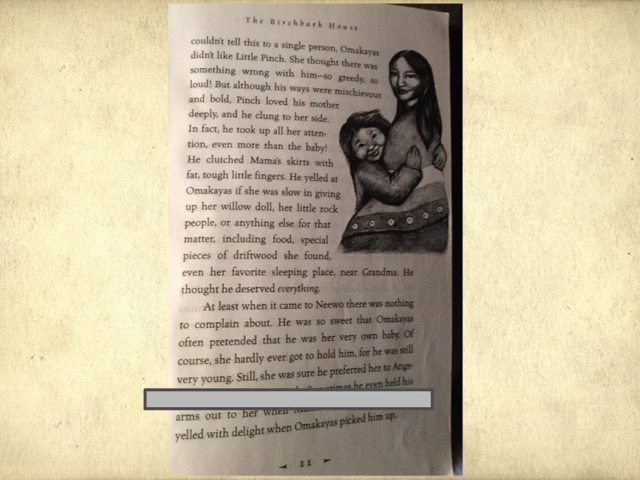 The Birchbark House
couldn't tell this to a single person, Omakayas
didn't like Little Pinch. She thought there was
something wrong with him—so greedy, so
loud! But although his ways were mischievous
and bold, Pinch loved his mother
deeply, and he clung to her side.
In fact, he took up all her atten-
tion, even more than the baby!
He clutched Mama's skirts with
fat, tough little fingers. He yelled at
Omakayas if she was slow in giving
up her willow doll, her little rock
people, or anything else for that
matter, including food, special
pieces of driftwood she found,
even her favorite sleeping place, near Grandma. He
thought he deserved everything.
At least when it came to Neewo there was nothing
to complain about. He was so sweet that Omakayas
often pretended that he was her very own baby. Of
course, she hardly ever got to hold him, for he was still
very young. Still, she was sure he preferred her to Ange-
he even held his
arms out to her when
yelled with delight when Omakayas picked him up.
11